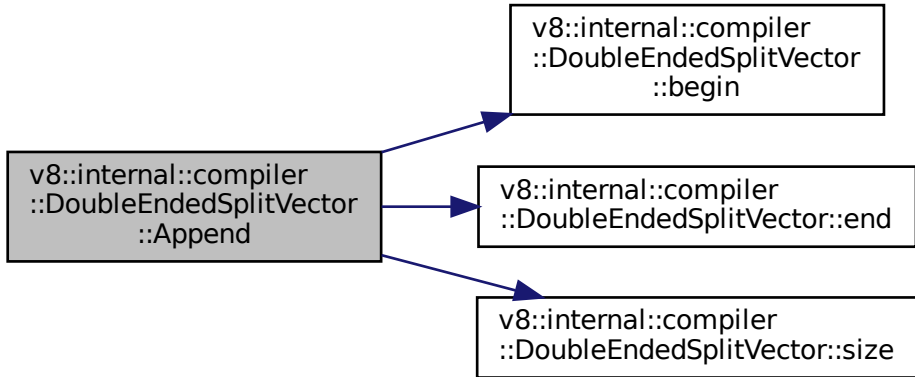 v8::internal::compiler
::DoubleEndedSplitVector
::Append
v8::internal::compiler
::DoubleEndedSplitVector
::begin
v8::internal::compiler
::DoubleEndedSplitVector::end
v8::internal::compiler
::DoubleEndedSplitVector::size